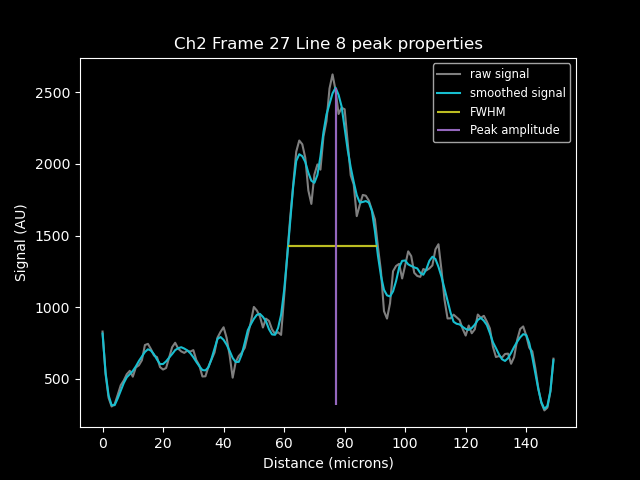 Ch2 Frame 27 Line 8 peak properties
raw signal
smoothed signal
FWHM
Peak amplitude
Signal (AU)
2500
2000
1500
1000
500
0 20 40 60 80 100 120 140
Distance (microns)